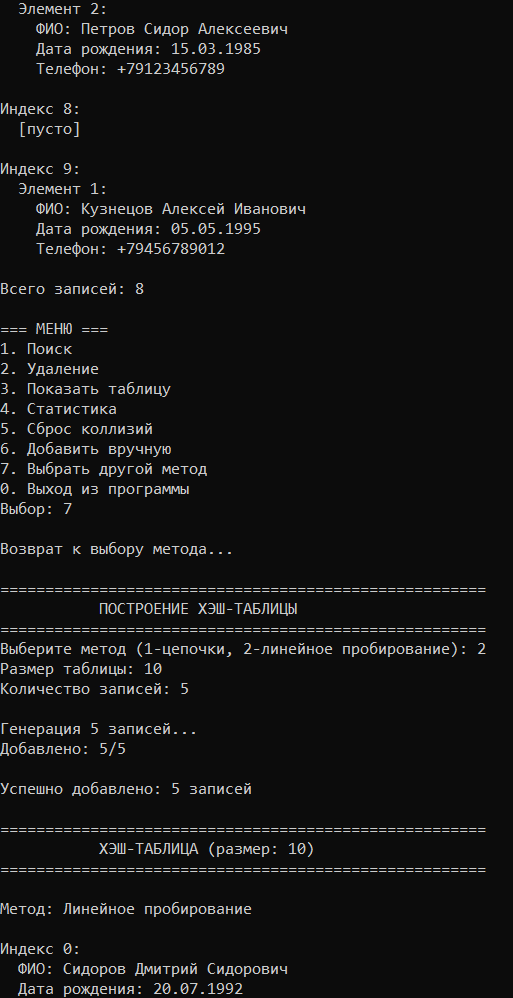 Элемент 2:
ФИО: Петров Сидор Алексеевич
Дата рождения: 15.03.1985
Телефон: +79123456789
Индекс 8:
[пусто]
Индекс 9:
Элемент 1:
ФИО: Кузнецов Алексей Иванович
Дата рождения: 05.05.1995
Телефон: +79456789012
Всего записей: 8
=== МЕНЮ ===
1. Поиск
2. Удаление
3. Показать таблицу
4. Статистика
5. Сброс коллизий
6. Добавить вручную
7. Выбрать другой метод
0. Выход из программы
Выбор: 7
Возврат к выбору метода...
======================================================
ПОСТРОЕНИЕ ХЭШ-ТАБЛИЦЫ
======================================================
Выберите метод (1-цепочки, 2-линейное пробирование): 2
Размер таблицы: 10
Количество записей: 5
Генерация 5 записей...
Добавлено: 5/5
Успешно добавлено: 5 записей
======================================================
ХЭШ-ТАБЛИЦА (размер: 10)
======================================================
Метод: Линейное пробирование
Индекс 0:
ФИО: Сидоров Дмитрий Сидорович
Дата рождения: 20.07.1992